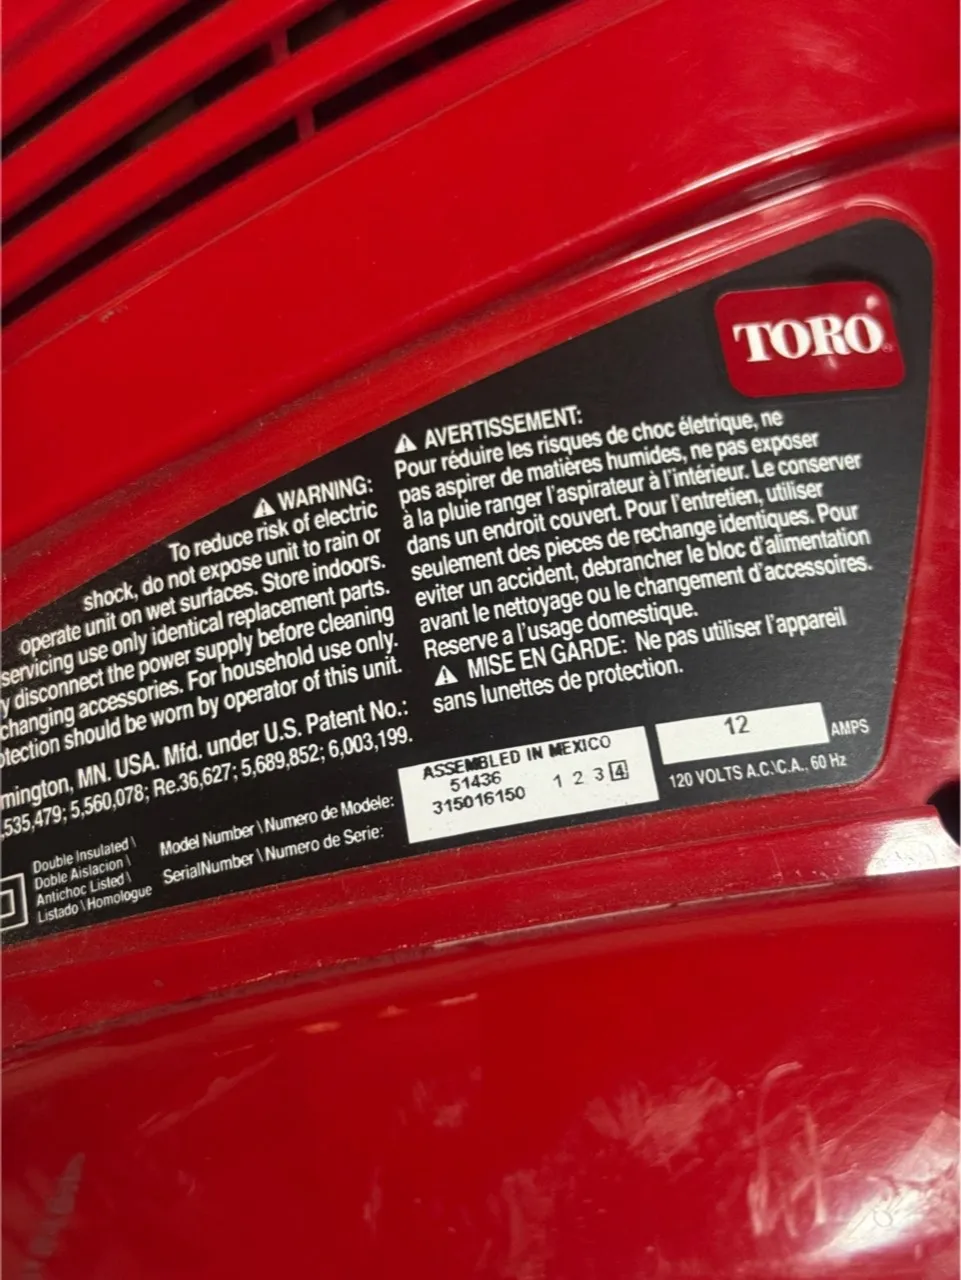 TORO
⚠ WARNING:
To reduce risk of electric
shock, do not expose unit to rain or
operate unit on wet surfaces. Store indoors.
servicing use only identical replacement parts.
y disconnect the power supply before cleaning
changing accessories. For household use only.
otection should be worn by operator of this unit.
mington, MN. USA. Mfd. under U.S. Patent No.:
535,479; 5,560,078; Re.36,627; 5,689,852; 6,003,199.
⚠ AVERTISSEMENT:
Pour réduire les risques de choc életrique, ne
pas aspirer de matières humides, ne pas exposer
à la pluie ranger l'aspirateur à l'intérieur. Le conserver
dans un endroit couvert. Pour l'entretien, utiliser
seulement des pieces de rechange identiques. Pour
eviter un accident, debrancher le bloc d'alimentation
avant le nettoyage ou le changement d'accessoires.
Reserve a l'usage domestique.
⚠ MISE EN GARDE: Ne pas utiliser l'appareil
sans lunettes de protection.
Double Insulated \
Doble Aislacion \
Antichoc Listed \
Listado \ Homologue
Model Number \ Numero de Modele:
SerialNumber \ Numero de Serie:
ASSEMBLED IN MEXICO
51436 1 2 3 4
315016150
12 AMPS
120 VOLTS A.C.\C.A., 60 Hz